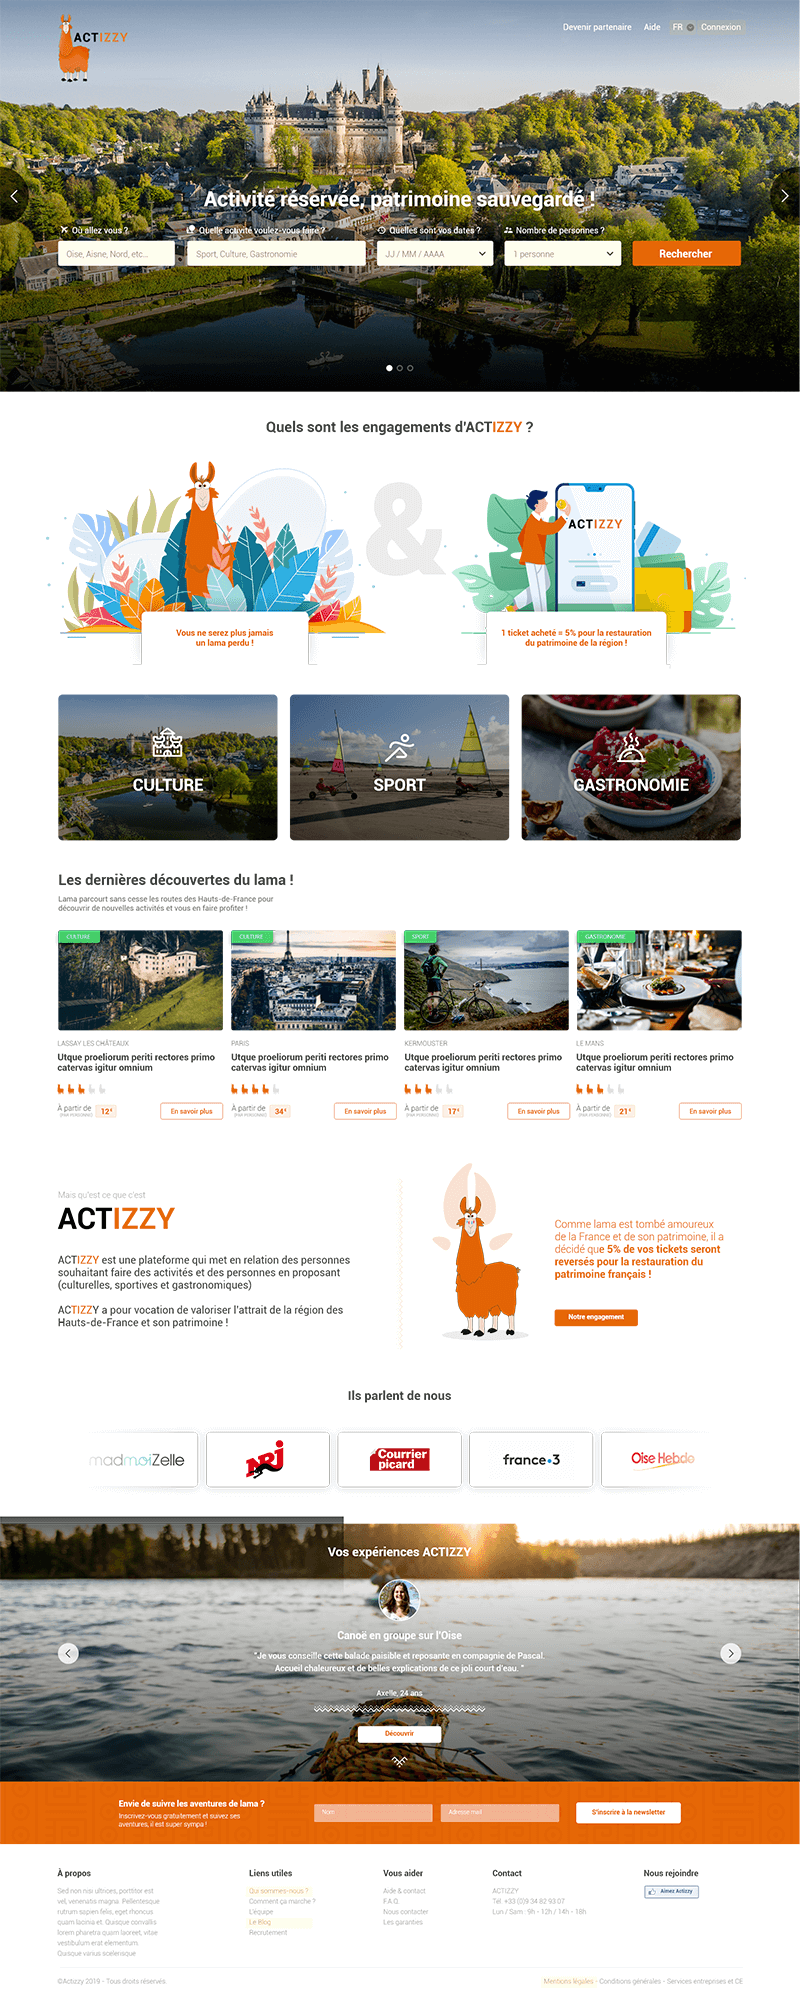 ACTIZZY
Devenir partenaire
Aide
FR
Connexion
Activité réservée, patrimoine sauvegardé !
Où allez vous ?
Quelle activité voulez-vous faire ?
Quelles sont vos dates ?
Nombre de personnes ?
Oise, Aisne, Nord, etc...
Sport, Culture, Gastronomie
JJ / MM / AAAA
1 personne
Rechercher
Quels sont les engagements d'ACTIZZY ?
&
ACTIZZY
Vous ne serez plus jamais
un lama perdu !
1 ticket acheté = 5% pour la restauration
du patrimoine de la région !
CULTURE
SPORT
GASTRONOMIE
Les dernières découvertes du lama !
Lama parcourt sans cesse les routes des Hauts-de-France pour
découvrir de nouvelles activités et vous en faire profiter !
CULTURE
CULTURE
SPORT
GASTRONOMIE
LASSAY LES CHÂTEAUX
PARIS
KERMOUSTER
LE MANS
Utque proeliorum periti rectores primo
catervas igitur omnium
Utque proeliorum periti rectores primo
catervas igitur omnium
Utque proeliorum periti rectores primo
catervas igitur omnium
Utque proeliorum periti rectores primo
catervas igitur omnium
À partir de
12€
En savoir plus
À partir de
34€
En savoir plus
À partir de
17€
En savoir plus
À partir de
21€
En savoir plus
Mais qu'est ce que c'est
ACTIZZY
ACTIZZY est une plateforme qui met en relation des personnes
souhaitant faire des activités et des personnes en proposant
(culturelles, sportives et gastronomiques)
ACTIZZY a pour vocation de valoriser l'attrait de la région des
Hauts-de-France et son patrimoine !
Comme lama est tombé amoureux
de la France et de son patrimoine, il a
décidé que 5% de vos tickets seront
reversés pour la restauration du
patrimoine français !
Notre engagement
Ils parlent de nous
madmoiZelle
NRJ
Courrier
picard
france•3
Oise Hebdo
Vos expériences ACTIZZY
Canoë en groupe sur l'Oise
"Je vous conseille cette balade paisible et reposante en compagnie de Pascal.
Accueil chaleureux et de belles explications de ce joli court d'eau. "
Axelle, 24 ans
Découvrir
Envie de suivre les aventures de lama ?
Inscrivez-vous gratuitement et suivez ses
aventures, il est super sympa !
Nom
Adresse mail
S'inscrire à la newsletter
À propos
Sed non nisi ultrices, porttitor est
vel, venenatis magna. Pellentesque
rutrum sapien felis, eget rhoncus
quam lacinia et. Quisque convallis
lorem pharetra quam laoreet, vitae
vestibulum erat elementum.
Quisque varius scelerisque
Liens utiles
Qui sommes-nous ?
Comment ça marche ?
L'équipe
Le Blog
Recrutement
Vous aider
Aide & contact
F.A.Q.
Nous contacter
Les garanties
Contact
ACTIZZY
Tél. +33 (0)9 34 82 93 07
Lun / Sam : 9h - 12h / 14h - 18h
Nous rejoindre
Aimez Actizzy
©Actizzy 2019 - Tous droits réservés.
Mentions légales - Conditions générales - Services entreprises et CE